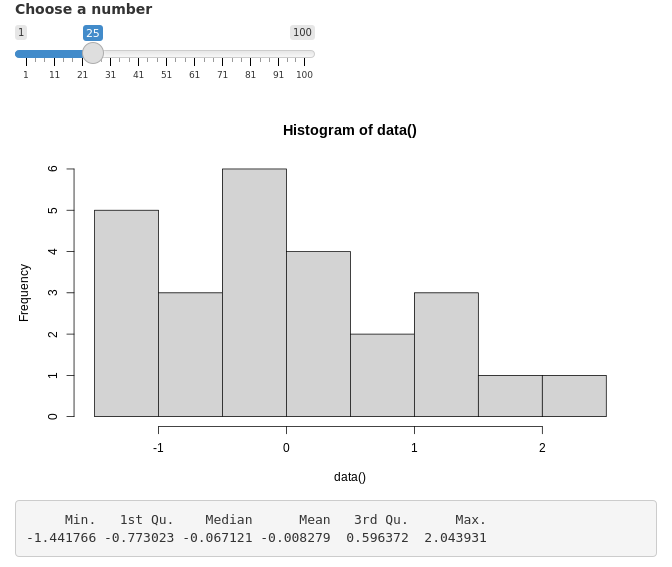 Choose a number
1 25 100
1 11 21 31 41 51 61 71 81 91 100
Histogram of data()
Frequency
6
5
4
3
2
1
0
-1 0 1 2
data()
Min. 1st Qu. Median Mean 3rd Qu. Max.
-1.441766 -0.773023 -0.067121 -0.008279 0.596372 2.043931